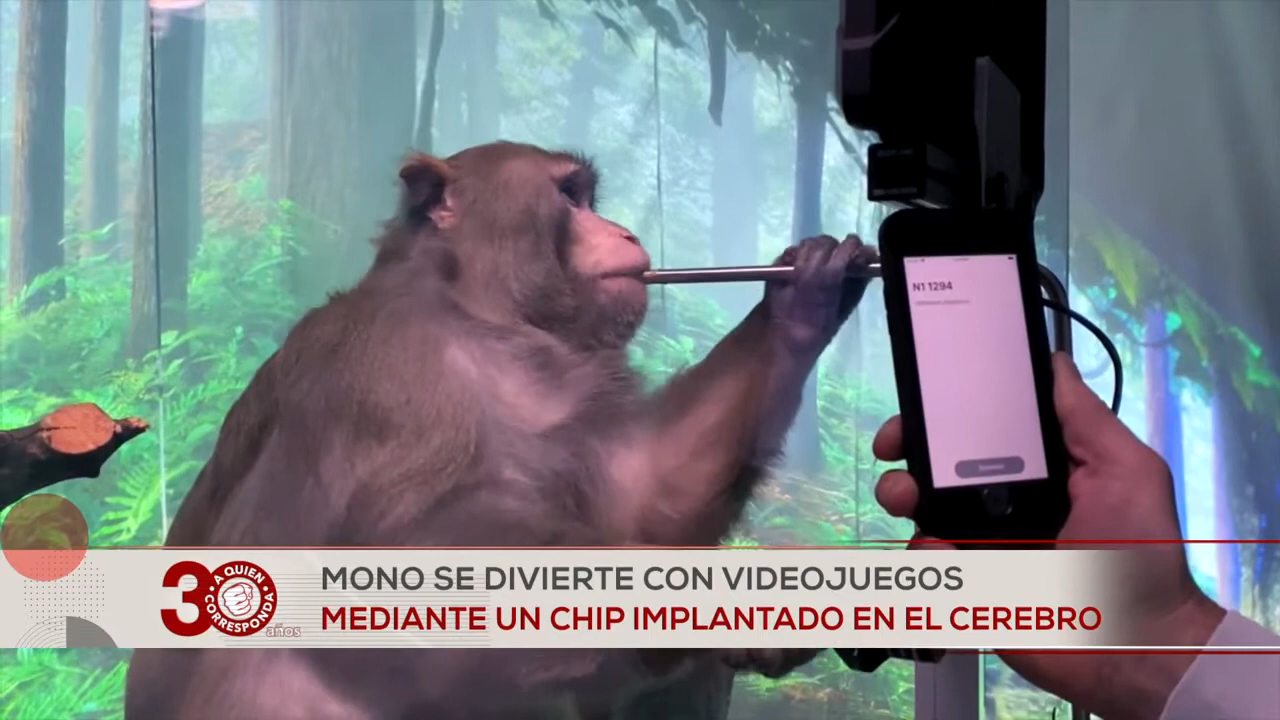 N1 1294
30
A QUIEN
CORRESPONDA
años
MONO SE DIVIERTE CON VIDEOJUEGOS
MEDIANTE UN CHIP IMPLANTADO EN EL CEREBRO